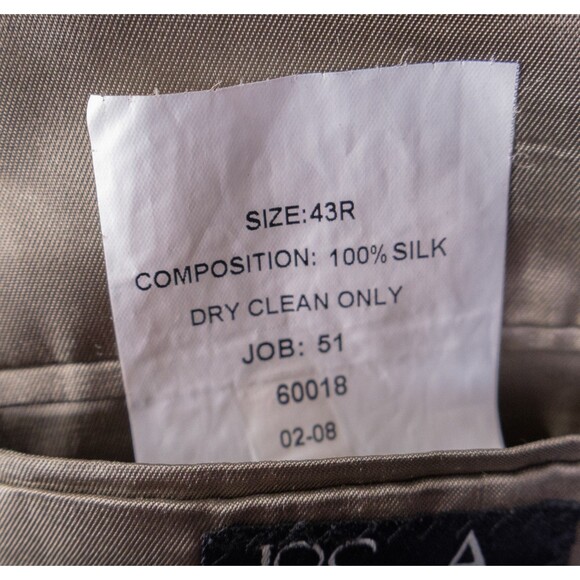 SIZE:43R
COMPOSITION: 100% SILK
DRY CLEAN ONLY
JOB: 51
60018
02-08